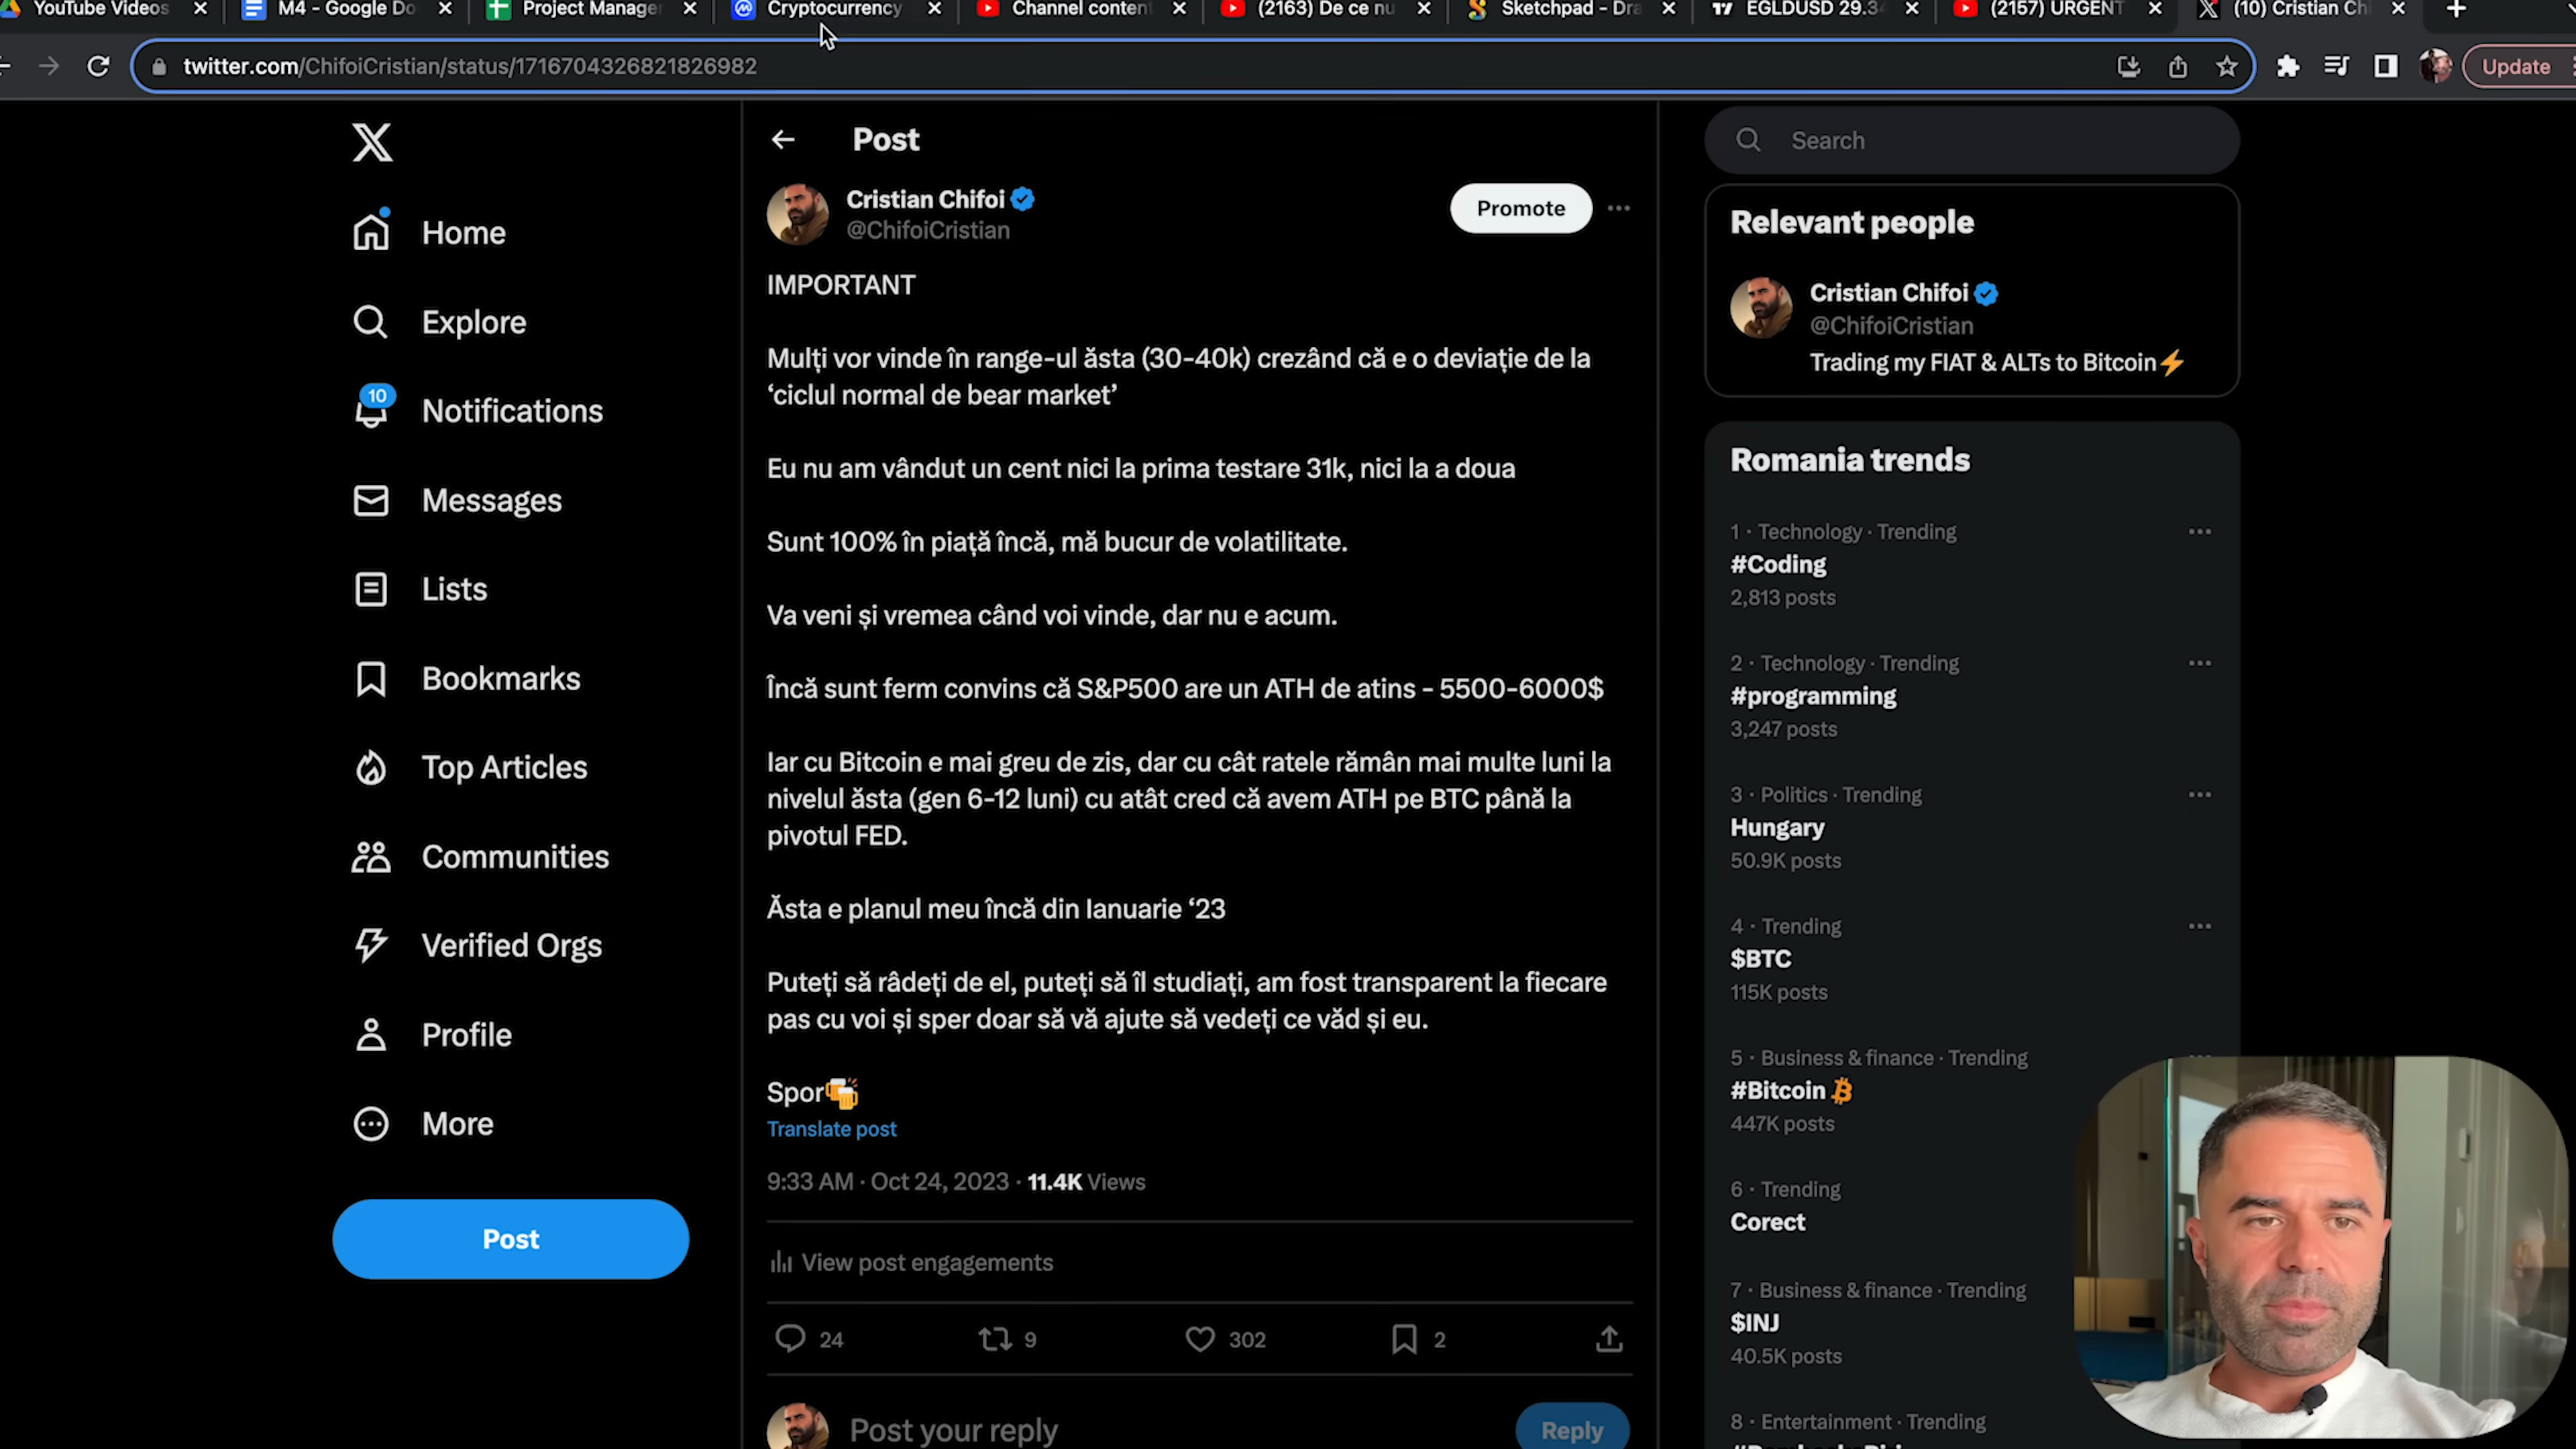 YouTube Videos
M4 - Google Do
Project Manager
Cryptocurrency
Channel content
(2163) De ce nu
Sketchpad - Dra
EGLDUSD 29.3
(2157) URGENT
(10) Cristian Ch
twitter.com/ChifoiCristian/status/1716704326821826982
Update
Home
Explore
10
Notifications
Messages
Lists
Bookmarks
Top Articles
Communities
Verified Orgs
Profile
More
Post
Post
Cristian Chifoi
@ChifoiCristian
Promote
IMPORTANT
Mulți vor vinde în range-ul ăsta (30-40k) crezând că e o deviație de la
‘ciclul normal de bear market’
Eu nu am vândut un cent nici la prima testare 31k, nici la a doua
Sunt 100% în piață încă, mă bucur de volatilitate.
Va veni și vremea când voi vinde, dar nu e acum.
Încă sunt ferm convins că S&P500 are un ATH de atins - 5500-6000$
Iar cu Bitcoin e mai greu de zis, dar cu cât ratele rămân mai multe luni la
nivelul ăsta (gen 6-12 luni) cu atât cred că avem ATH pe BTC până la
pivotul FED.
Ăsta e planul meu încă din Ianuarie ‘23
Puteți să râdeți de el, puteți să îl studiați, am fost transparent la fiecare
pas cu voi și sper doar să vă ajute să vedeți ce văd și eu.
Spor🍻
Translate post
9:33 AM · Oct 24, 2023 · 11.4K Views
View post engagements
24
9
302
2
Post your reply
Reply
Search
Relevant people
Cristian Chifoi
@ChifoiCristian
Trading my FIAT & ALTs to Bitcoin⚡
Romania trends
1 · Technology · Trending
#Coding
2,813 posts
2 · Technology · Trending
#programming
3,247 posts
3 · Politics · Trending
Hungary
50.9K posts
4 · Trending
$BTC
115K posts
5 · Business & finance · Trending
#Bitcoin
447K posts
6 · Trending
Corect
7 · Business & finance · Trending
$INJ
40.5K posts
8 · Entertainment · Trending